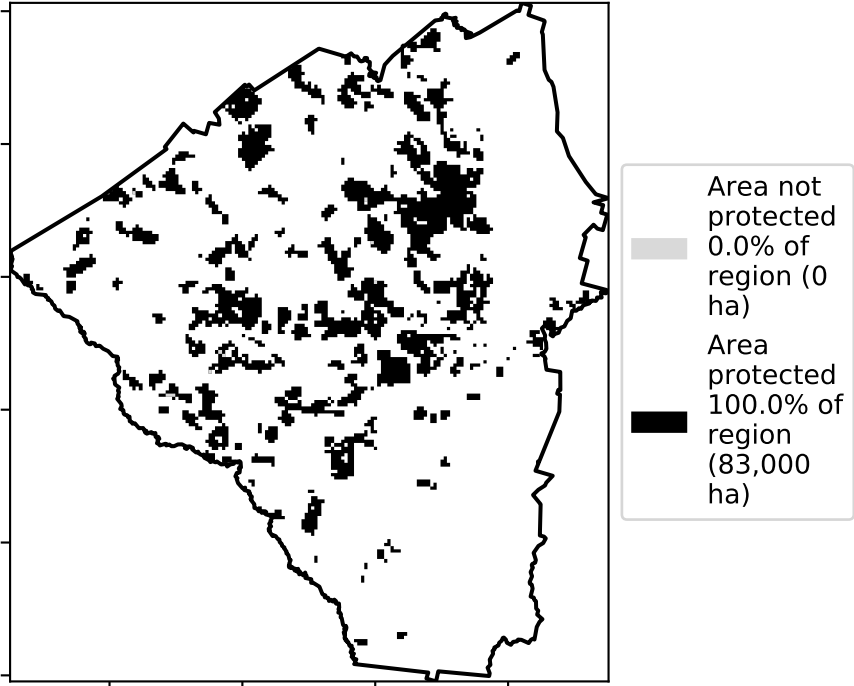 Area not
protected
0.0% of
region (0
ha)
Area
protected
100.0% of
region
(83,000
ha)